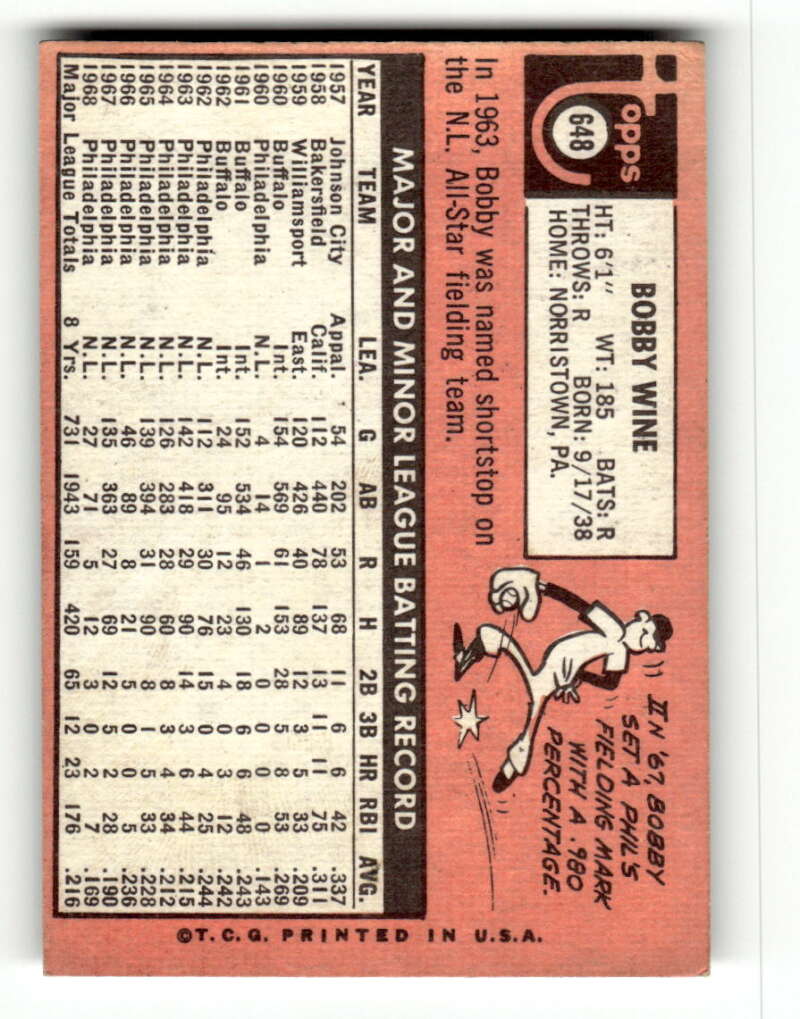 Topps
648
BOBBY WINE
HT: 6'1" WT: 185 BATS: R
THROWS: R BORN: 9/17/38
HOME: NORRISTOWN, PA.
In 1963, Bobby was named shortstop on
the N.L. All-Star fielding team.
IN '67, BOBBY
SET A PHIL'S
FIELDING MARK
WITH A .980
PERCENTAGE.
MAJOR AND MINOR LEAGUE BATTING RECORD
YEAR TEAM LEA. G AB R H 2B 3B HR RBI AVG.
1957 Johnson City Appal. 54 202 53 68 11 6 6 42 .337
1958 Bakersfield Calif. 112 440 78 137 13 11 11 75 .311
1959 Williamsport East. 120 426 40 89 12 3 5 33 .209
1960 Buffalo Int. 154 569 61 153 28 5 8 53 .269
1960 Philadelphia N.L. 4 14 1 2 0 0 0 0 .143
1961 Buffalo Int. 152 534 46 130 18 6 6 48 .243
1962 Buffalo Int. 24 95 12 23 4 0 3 12 .242
1962 Philadelphia N.L. 112 311 30 76 15 0 4 25 .244
1963 Philadelphia N.L. 142 418 29 90 14 3 6 44 .215
1964 Philadelphia N.L. 126 283 28 60 8 3 4 34 .212
1965 Philadelphia N.L. 139 394 31 90 8 1 5 33 .228
1966 Philadelphia N.L. 46 89 8 21 5 0 0 5 .236
1967 Philadelphia N.L. 135 363 27 69 12 5 2 28 .190
1968 Philadelphia N.L. 27 71 5 12 3 0 2 7 .169
Major League Totals 8 Yrs. 731 1943 159 420 65 12 23 176 .216
©T.C.G. PRINTED IN U.S.A.